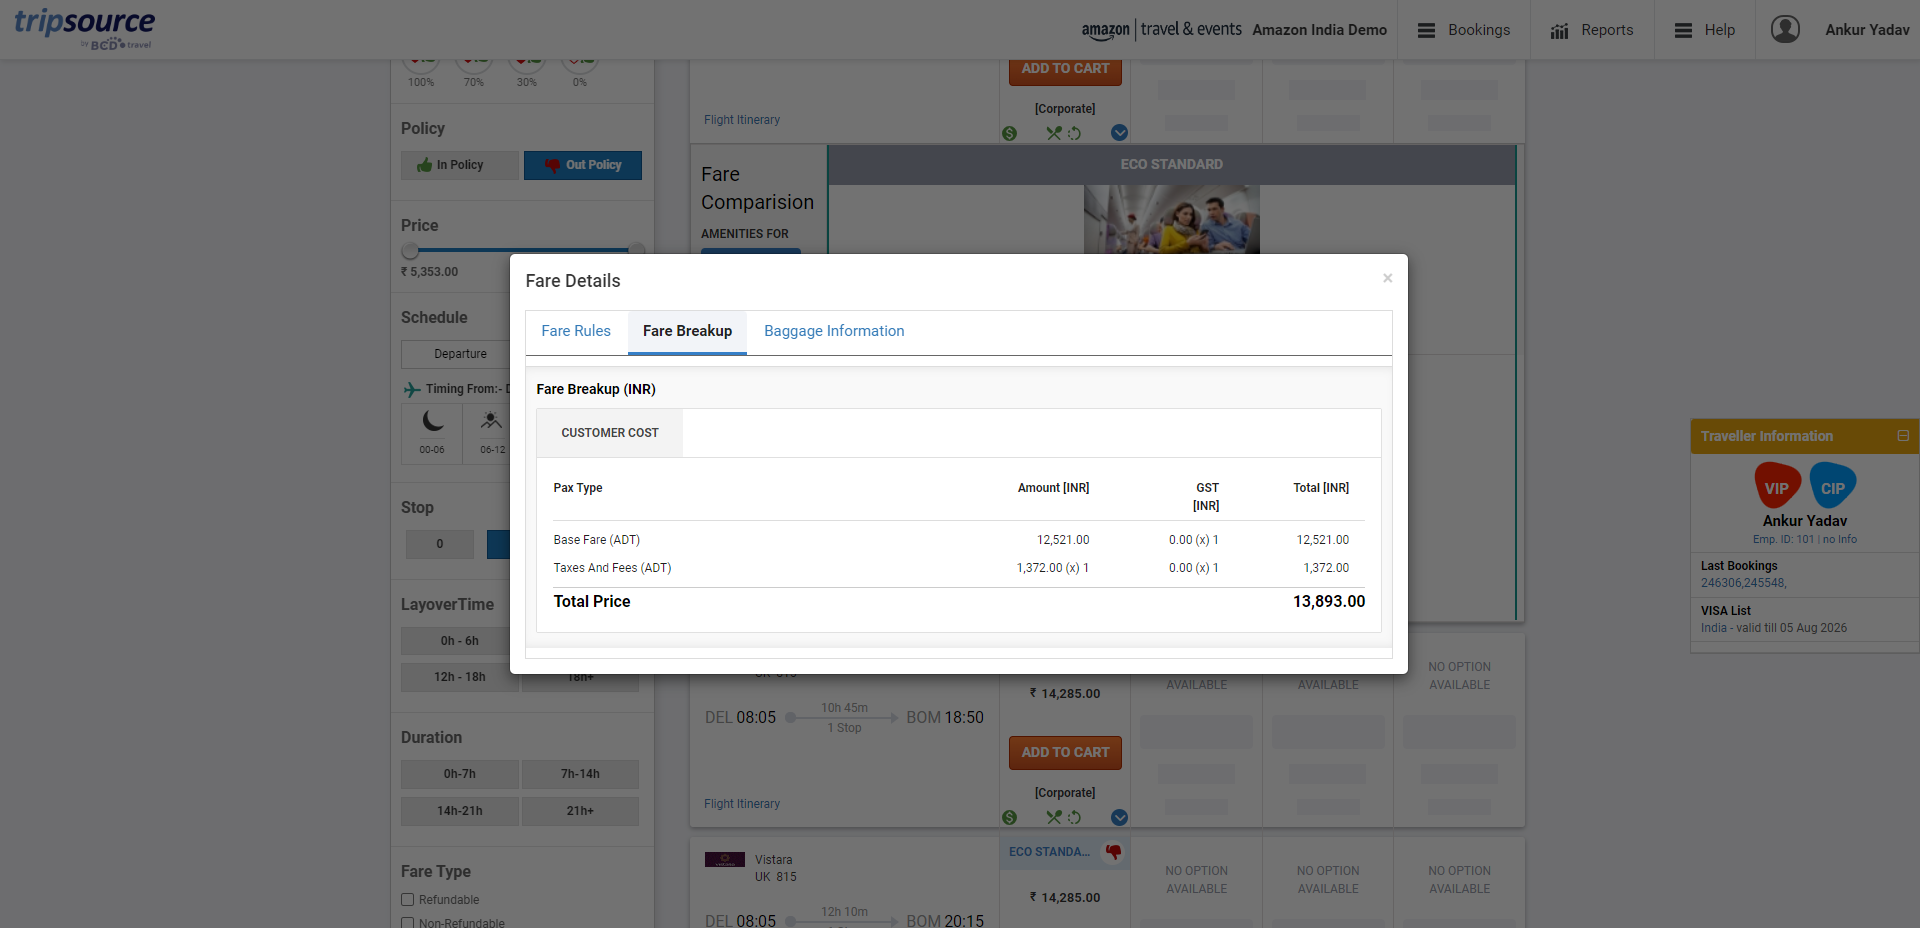 tripsource
by BCD travel
amazon | travel & events Amazon India Demo
Bookings
Reports
Help
Ankur Yadav
100% 70% 30% 0%
Policy
In Policy
Out Policy
Price
₹ 5,353.00
Schedule
Departure
Timing From:- D
00-06
06-12
Stop
0
LayoverTime
0h - 6h
12h - 18h
18h+
Duration
0h-7h
7h-14h
14h-21h
21h+
Fare Type
Refundable
Non-Refundable
ADD TO CART
[Corporate]
Flight Itinerary
Fare
Comparision
AMENITIES FOR
ECO STANDARD
Fare Details
×
Fare Rules
Fare Breakup
Baggage Information
Fare Breakup (INR)
CUSTOMER COST
Pax Type Amount [INR] GST [INR] Total [INR]
Base Fare (ADT) 12,521.00 0.00 (x) 1 12,521.00
Taxes And Fees (ADT) 1,372.00 (x) 1 0.00 (x) 1 1,372.00
Total Price 13,893.00
UK 815
₹ 14,285.00
AVAILABLE
AVAILABLE
NO OPTION
AVAILABLE
DEL 08:05
10h 45m
1 Stop
BOM 18:50
ADD TO CART
[Corporate]
Flight Itinerary
Vistara
UK 815
ECO STANDA...
₹ 14,285.00
NO OPTION
AVAILABLE
NO OPTION
AVAILABLE
NO OPTION
AVAILABLE
DEL 08:05
12h 10m
BOM 20:15
Traveller Information
VIP
CIP
Ankur Yadav
Emp. ID: 101 | no Info
Last Bookings
246306,245548,
VISA List
India - valid till 05 Aug 2026